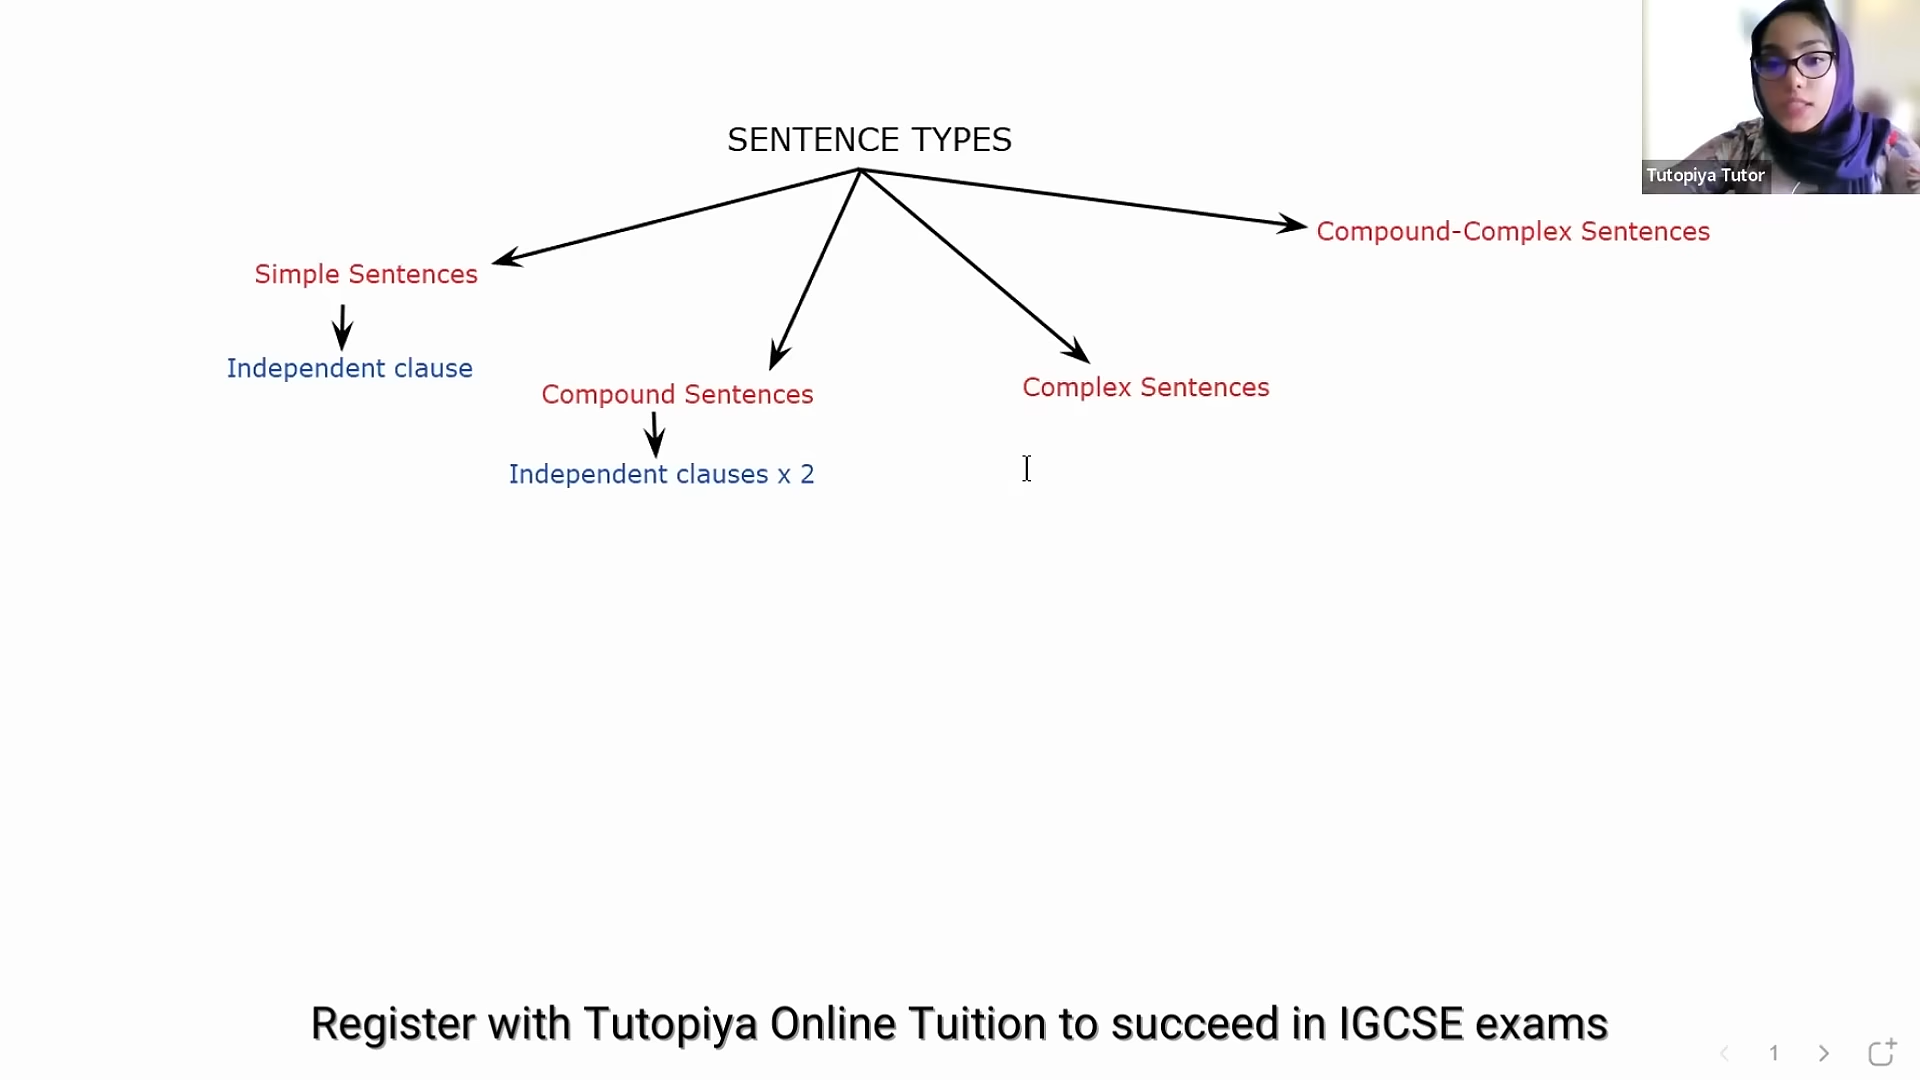 SENTENCE TYPES
Tutopiya Tutor
Compound-Complex Sentences
Simple Sentences
Independent clause
Compound Sentences
Complex Sentences
Independent clauses x 2
Register with Tutopiya Online Tuition to succeed in IGCSE exams
1